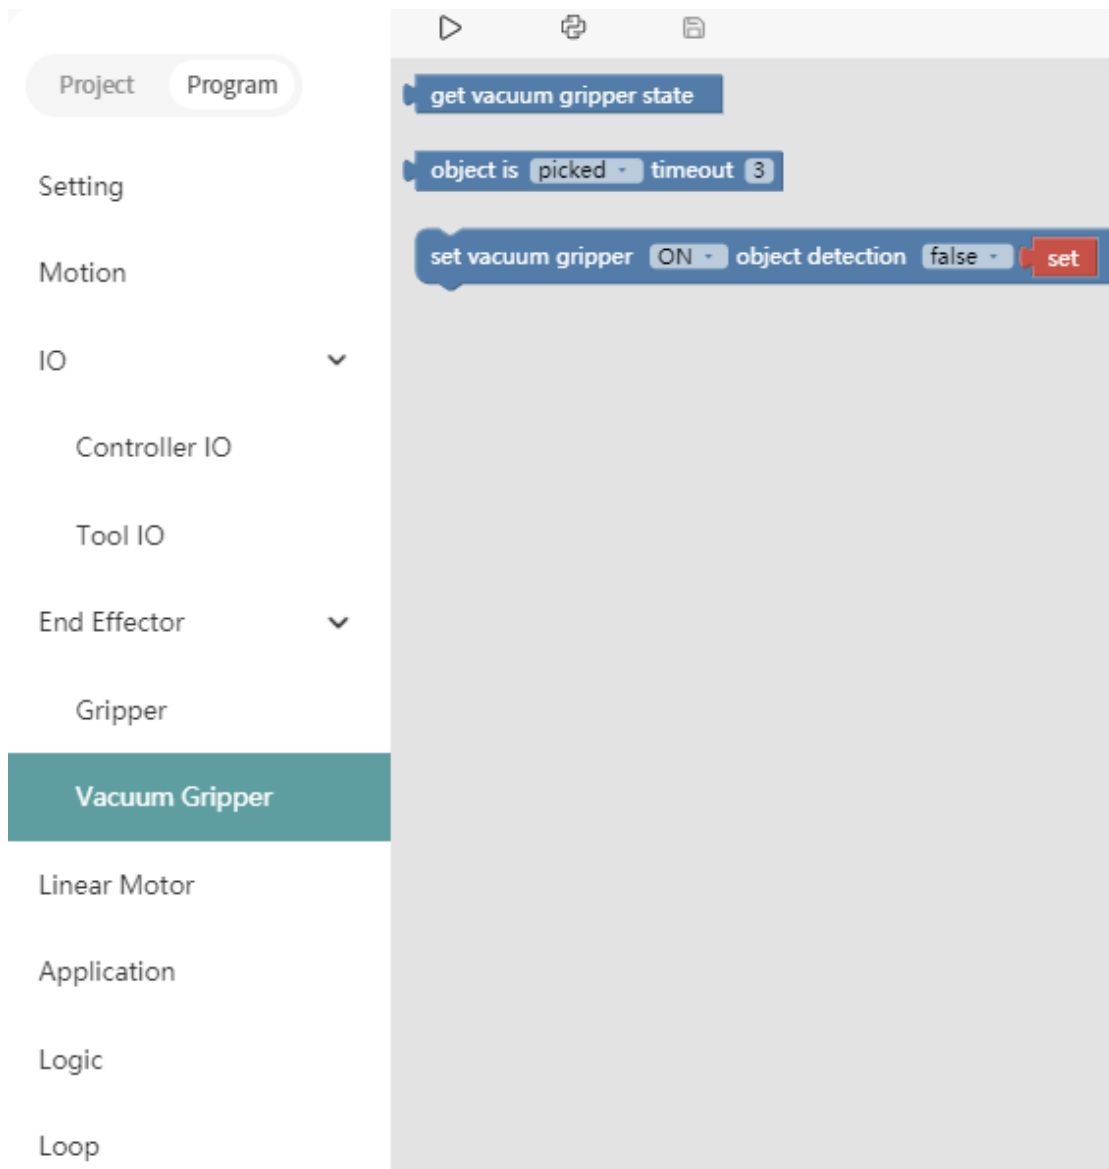 Project Program
Setting
Motion
IO
Controller IO
Tool IO
End Effector
Gripper
Vacuum Gripper
Linear Motor
Application
Logic
Loop
get vacuum gripper state
object is picked timeout 3
set vacuum gripper ON object detection false set